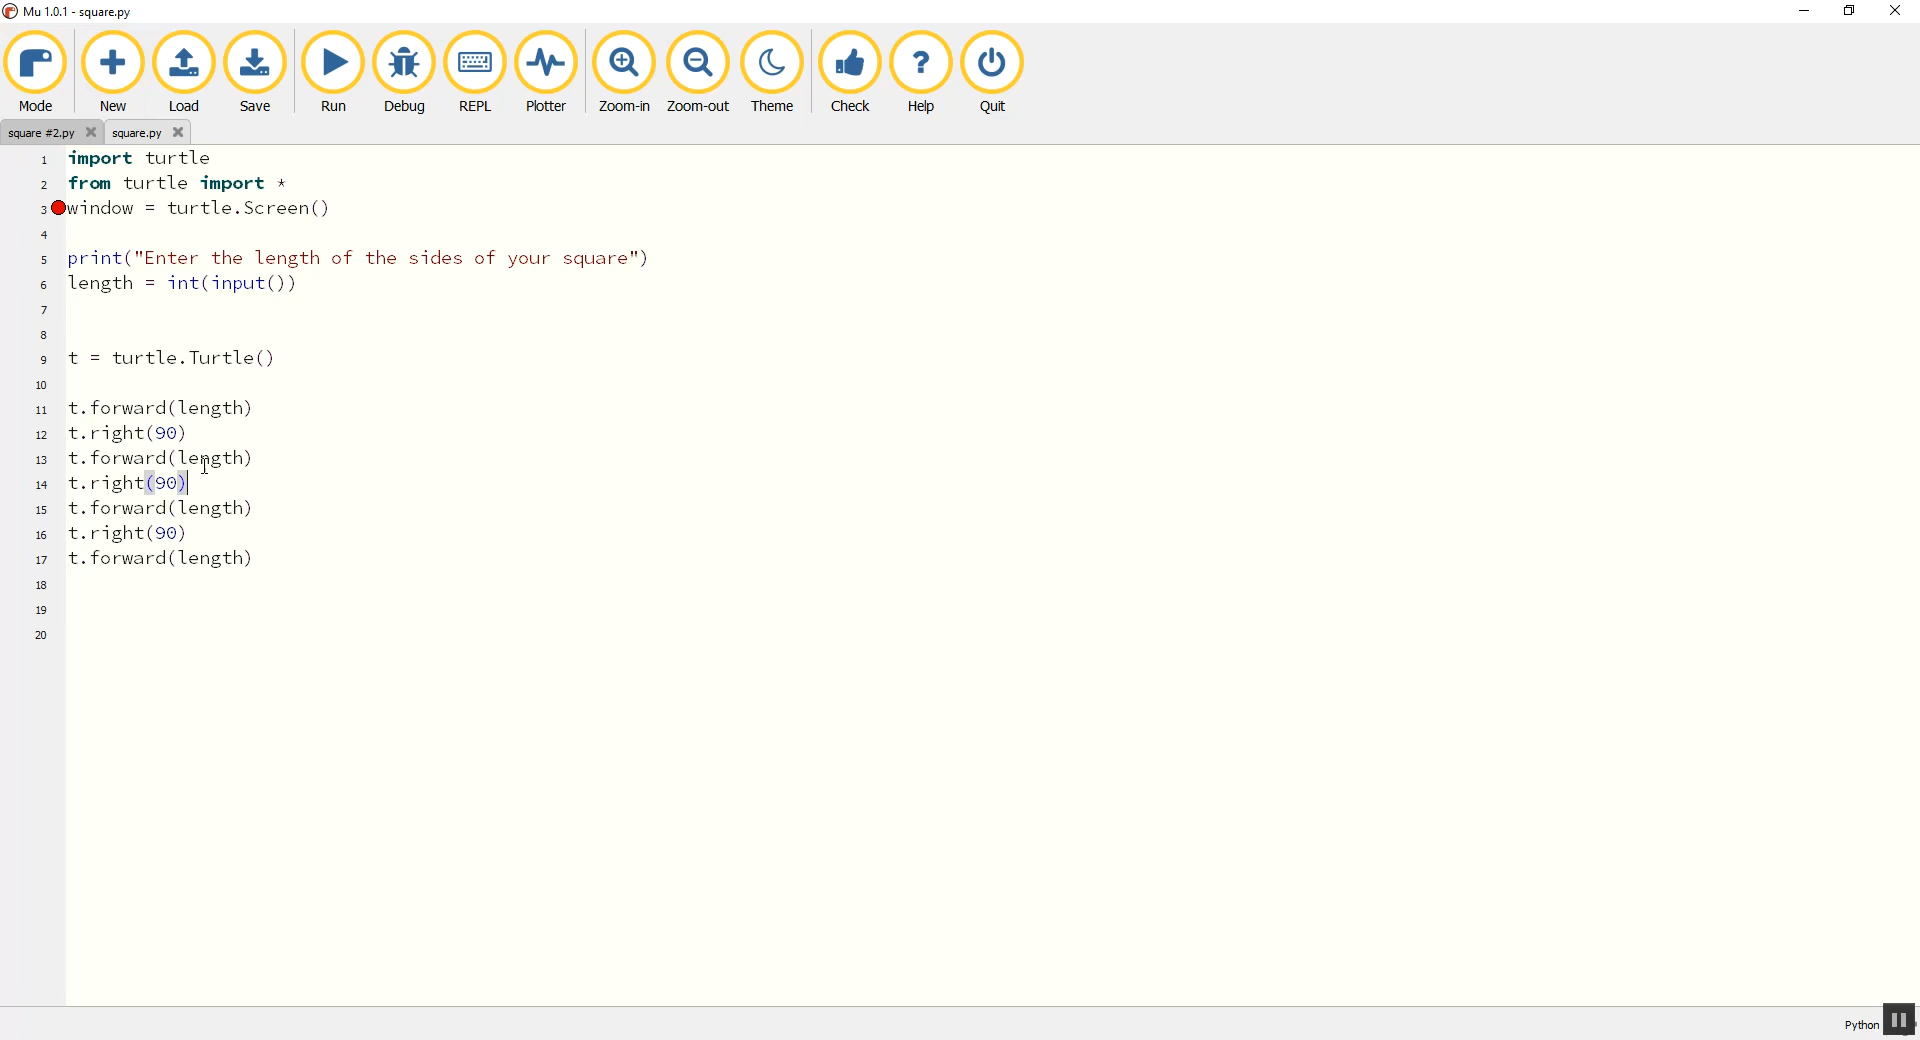 Mu 1.0.1 - square.py
Mode New Load Save Run Debug REPL Plotter Zoom-in Zoom-out Theme Check Help Quit
square #2.py square.py
1 import turtle
2 from turtle import *
3 window = turtle.Screen()
4
5 print("Enter the length of the sides of your square")
6 length = int(input())
7
8
9 t = turtle.Turtle()
10
11 t.forward(length)
12 t.right(90)
13 t.forward(length)
14 t.right(90)
15 t.forward(length)
16 t.right(90)
17 t.forward(length)
18
19
20
Python